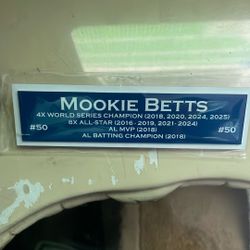 MOOKIE BETTS
4X WORLD SERIES CHAMPION (2018, 2020, 2024, 2025)
8X ALL-STAR (2016 - 2019, 2021 - 2024)
#50 AL MVP (2018) #50
AL BATTING CHAMPION (2018)